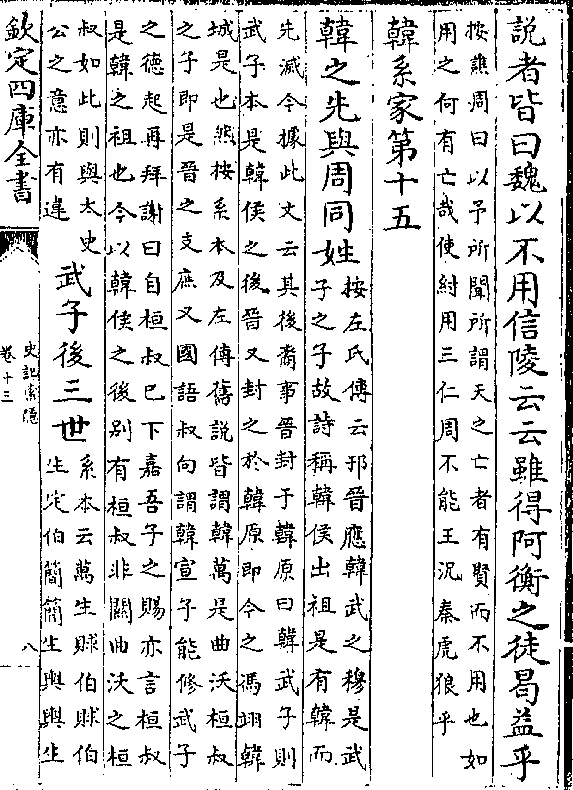 說者皆曰魏以不用信陵云云雖得阿衡之徒曷益乎
按譙周曰以予所聞所謂天之亡者有賢而不用也如
用之何有亡哉使紂用三仁周不能王況秦虎狼乎
韓系家第十五
韓之先與周同姓
按左氏傳云邘晉應韓武之穆是武
子之子故詩稱韓侯出祖是有韓而
先滅今據此文云其後裔事晉封于韓原曰韓武子則
武子本是韓侯之後晉又封之於韓原即今之馮翊韓
城是也然按系本及左傳舊說皆謂韓萬是曲沃桓叔
之子即是晉之支庶又國語叔向謂韓宣子能修武子
之德起再拜謝曰自桓叔已下嘉吾子之賜亦言桓叔
是韓之祖也今以韓侯之後別有桓叔非關曲沃之桓
叔如此則與太史
公之意亦有違
武子後三世
系本云萬生賕伯賕伯
生定伯簡簡生輿輿生
欽定四庫全書
史記索隱
卷十三
八